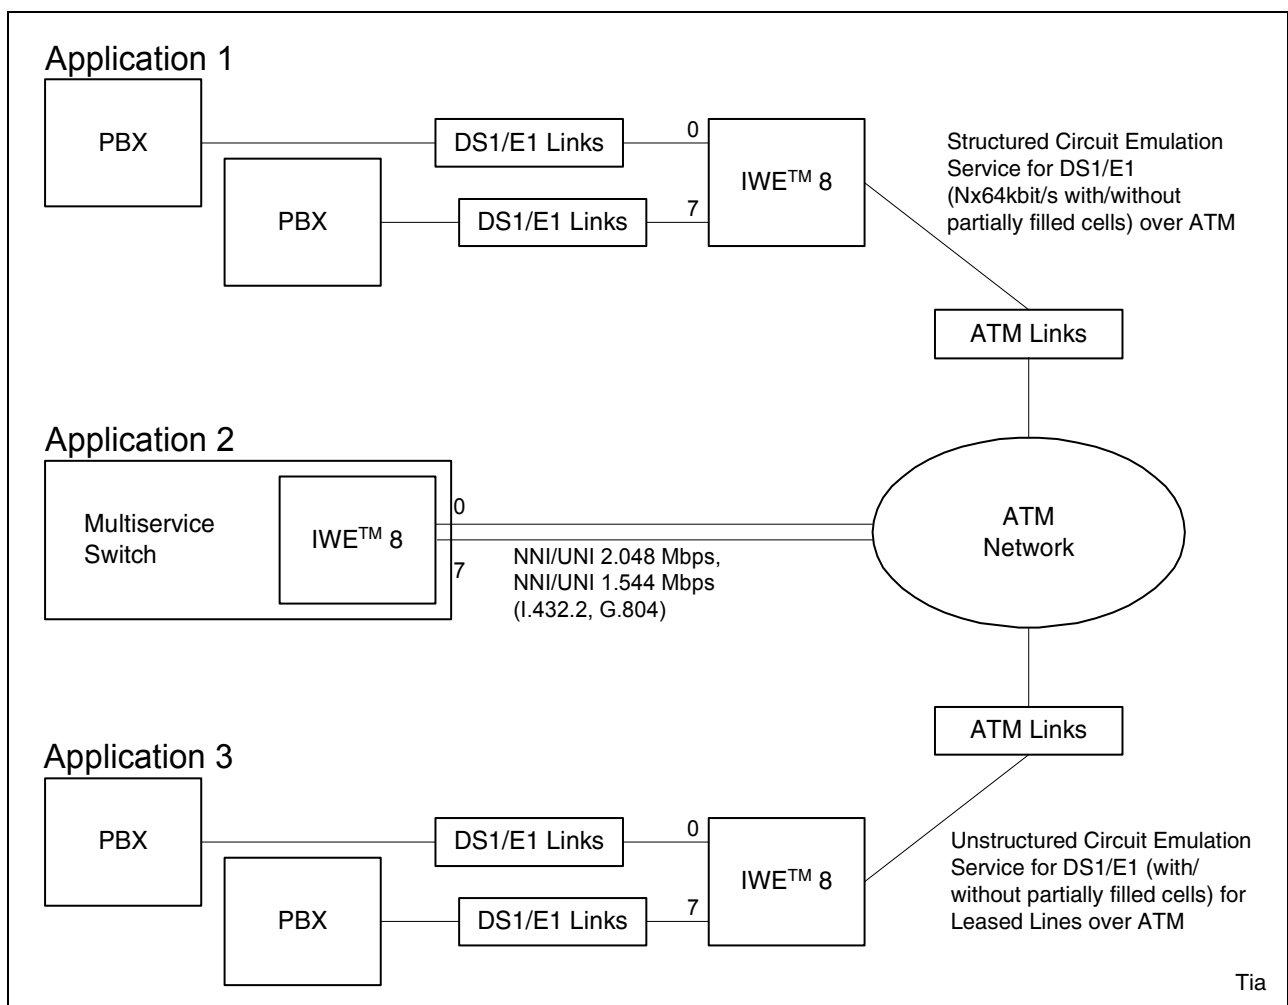 Application 1
PBX
DS1/E1 Links
0
IWE™ 8
PBX
DS1/E1 Links
7
Structured Circuit Emulation
Service for DS1/E1
(Nx64kbit/s with/without
partially filled cells) over ATM
ATM Links
Application 2
Multiservice
Switch
IWE™ 8
0
7
NNI/UNI 2.048 Mbps,
NNI/UNI 1.544 Mbps
(I.432.2, G.804)
ATM
Network
ATM Links
Application 3
PBX
DS1/E1 Links
0
IWE™ 8
PBX
DS1/E1 Links
7
Unstructured Circuit Emulation
Service for DS1/E1 (with/
without partially filled cells) for
Leased Lines over ATM
Tia